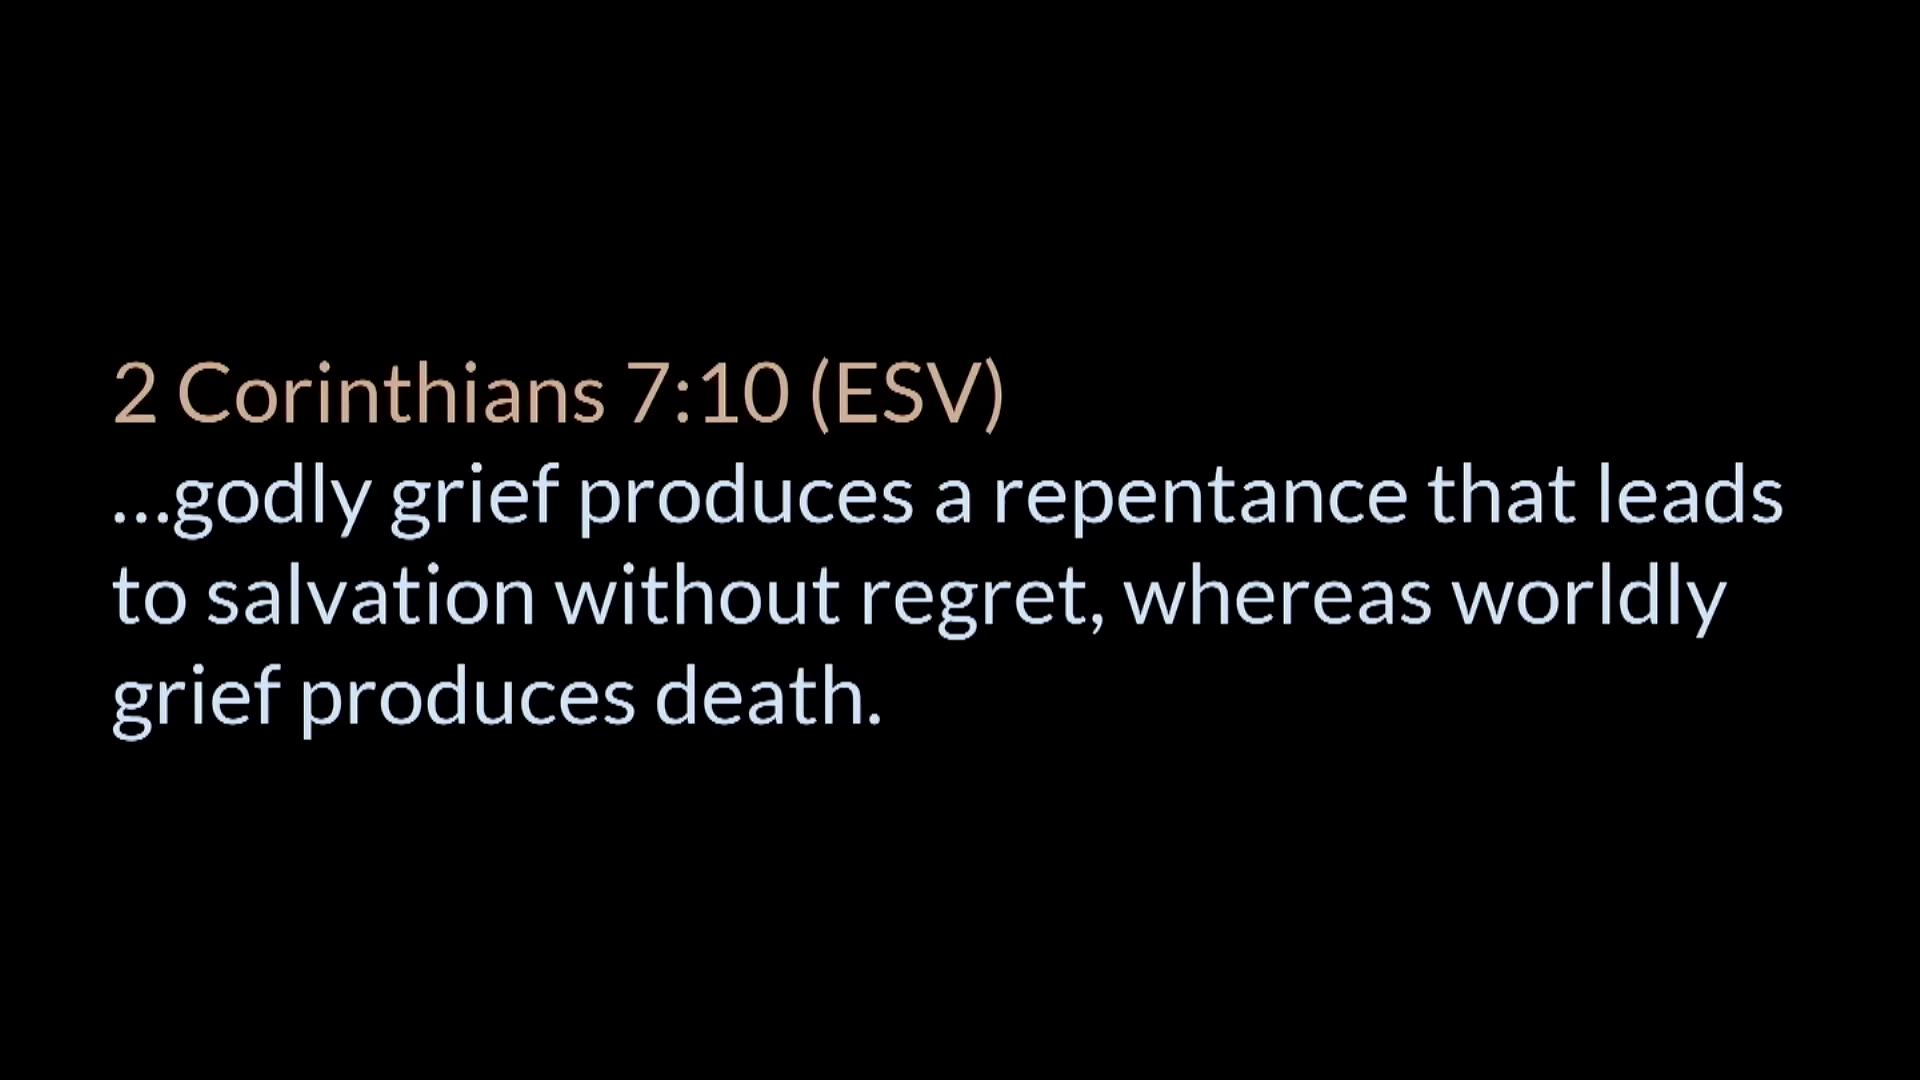 2 Corinthians 7:10 (ESV)
...godly grief produces a repentance that leads
to salvation without regret, whereas worldly
grief produces death.